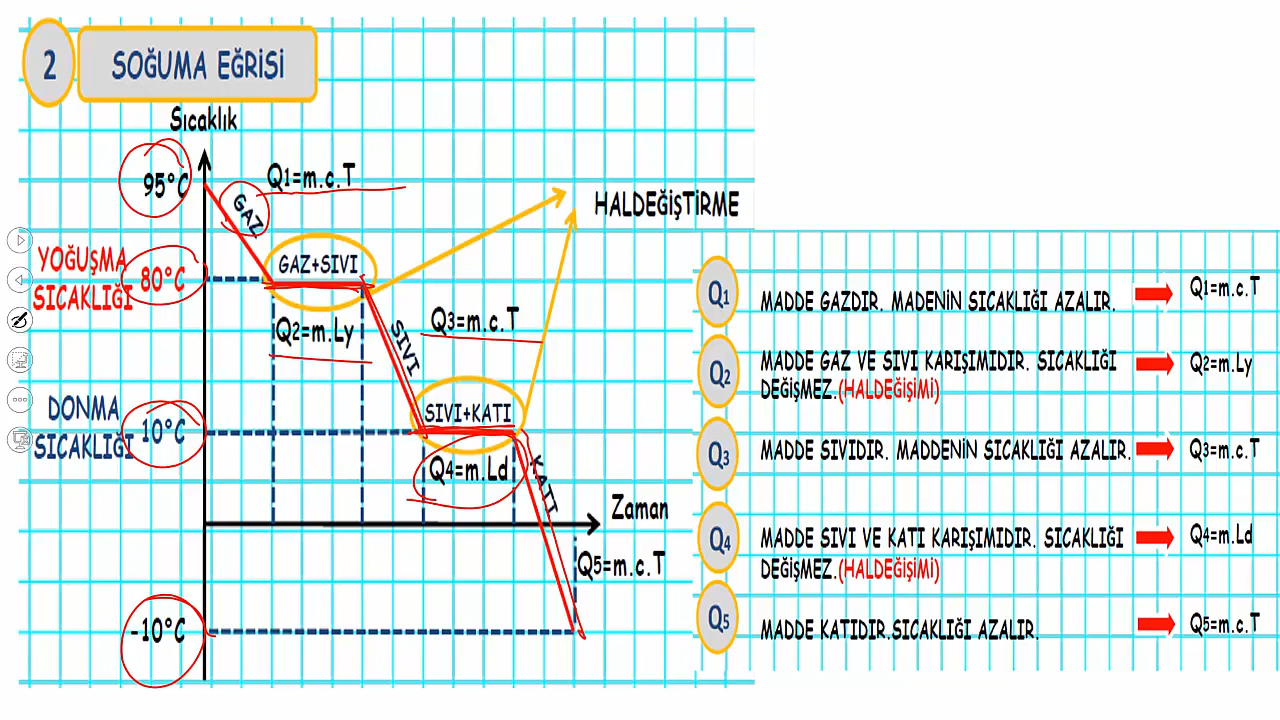 2
SOĞUMA EĞRİSİ
Sıcaklık
95°C
Q1=m.c.T
GAZ
HALDEĞİŞTİRME
YOĞUŞMA
SICAKLIĞI
80°C
GAZ+SIVI
Q2=m.Ly
SIVI
Q3=m.c.T
DONMA
SICAKLIĞI
10°C
SIVI+KATI
Q4=m.Ld
KATI
Zaman
Q5=m.c.T
-10°C
Q1
MADDE GAZDIR. MADENİN SICAKLIĞI AZALIR.
Q1=m.c.T
Q2
MADDE GAZ VE SIVI KARIŞIMIDIR. SICAKLIĞI
DEĞİŞMEZ.(HALDEĞİŞİMİ)
Q2=m.Ly
Q3
MADDE SIVIDIR. MADDENİN SICAKLIĞI AZALIR.
Q3=m.c.T
Q4
MADDE SIVI VE KATI KARIŞIMIDIR. SICAKLIĞI
DEĞİŞMEZ.(HALDEĞİŞİMİ)
Q4=m.Ld
Q5
MADDE KATIDIR.SICAKLIĞI AZALIR.
Q5=m.c.T